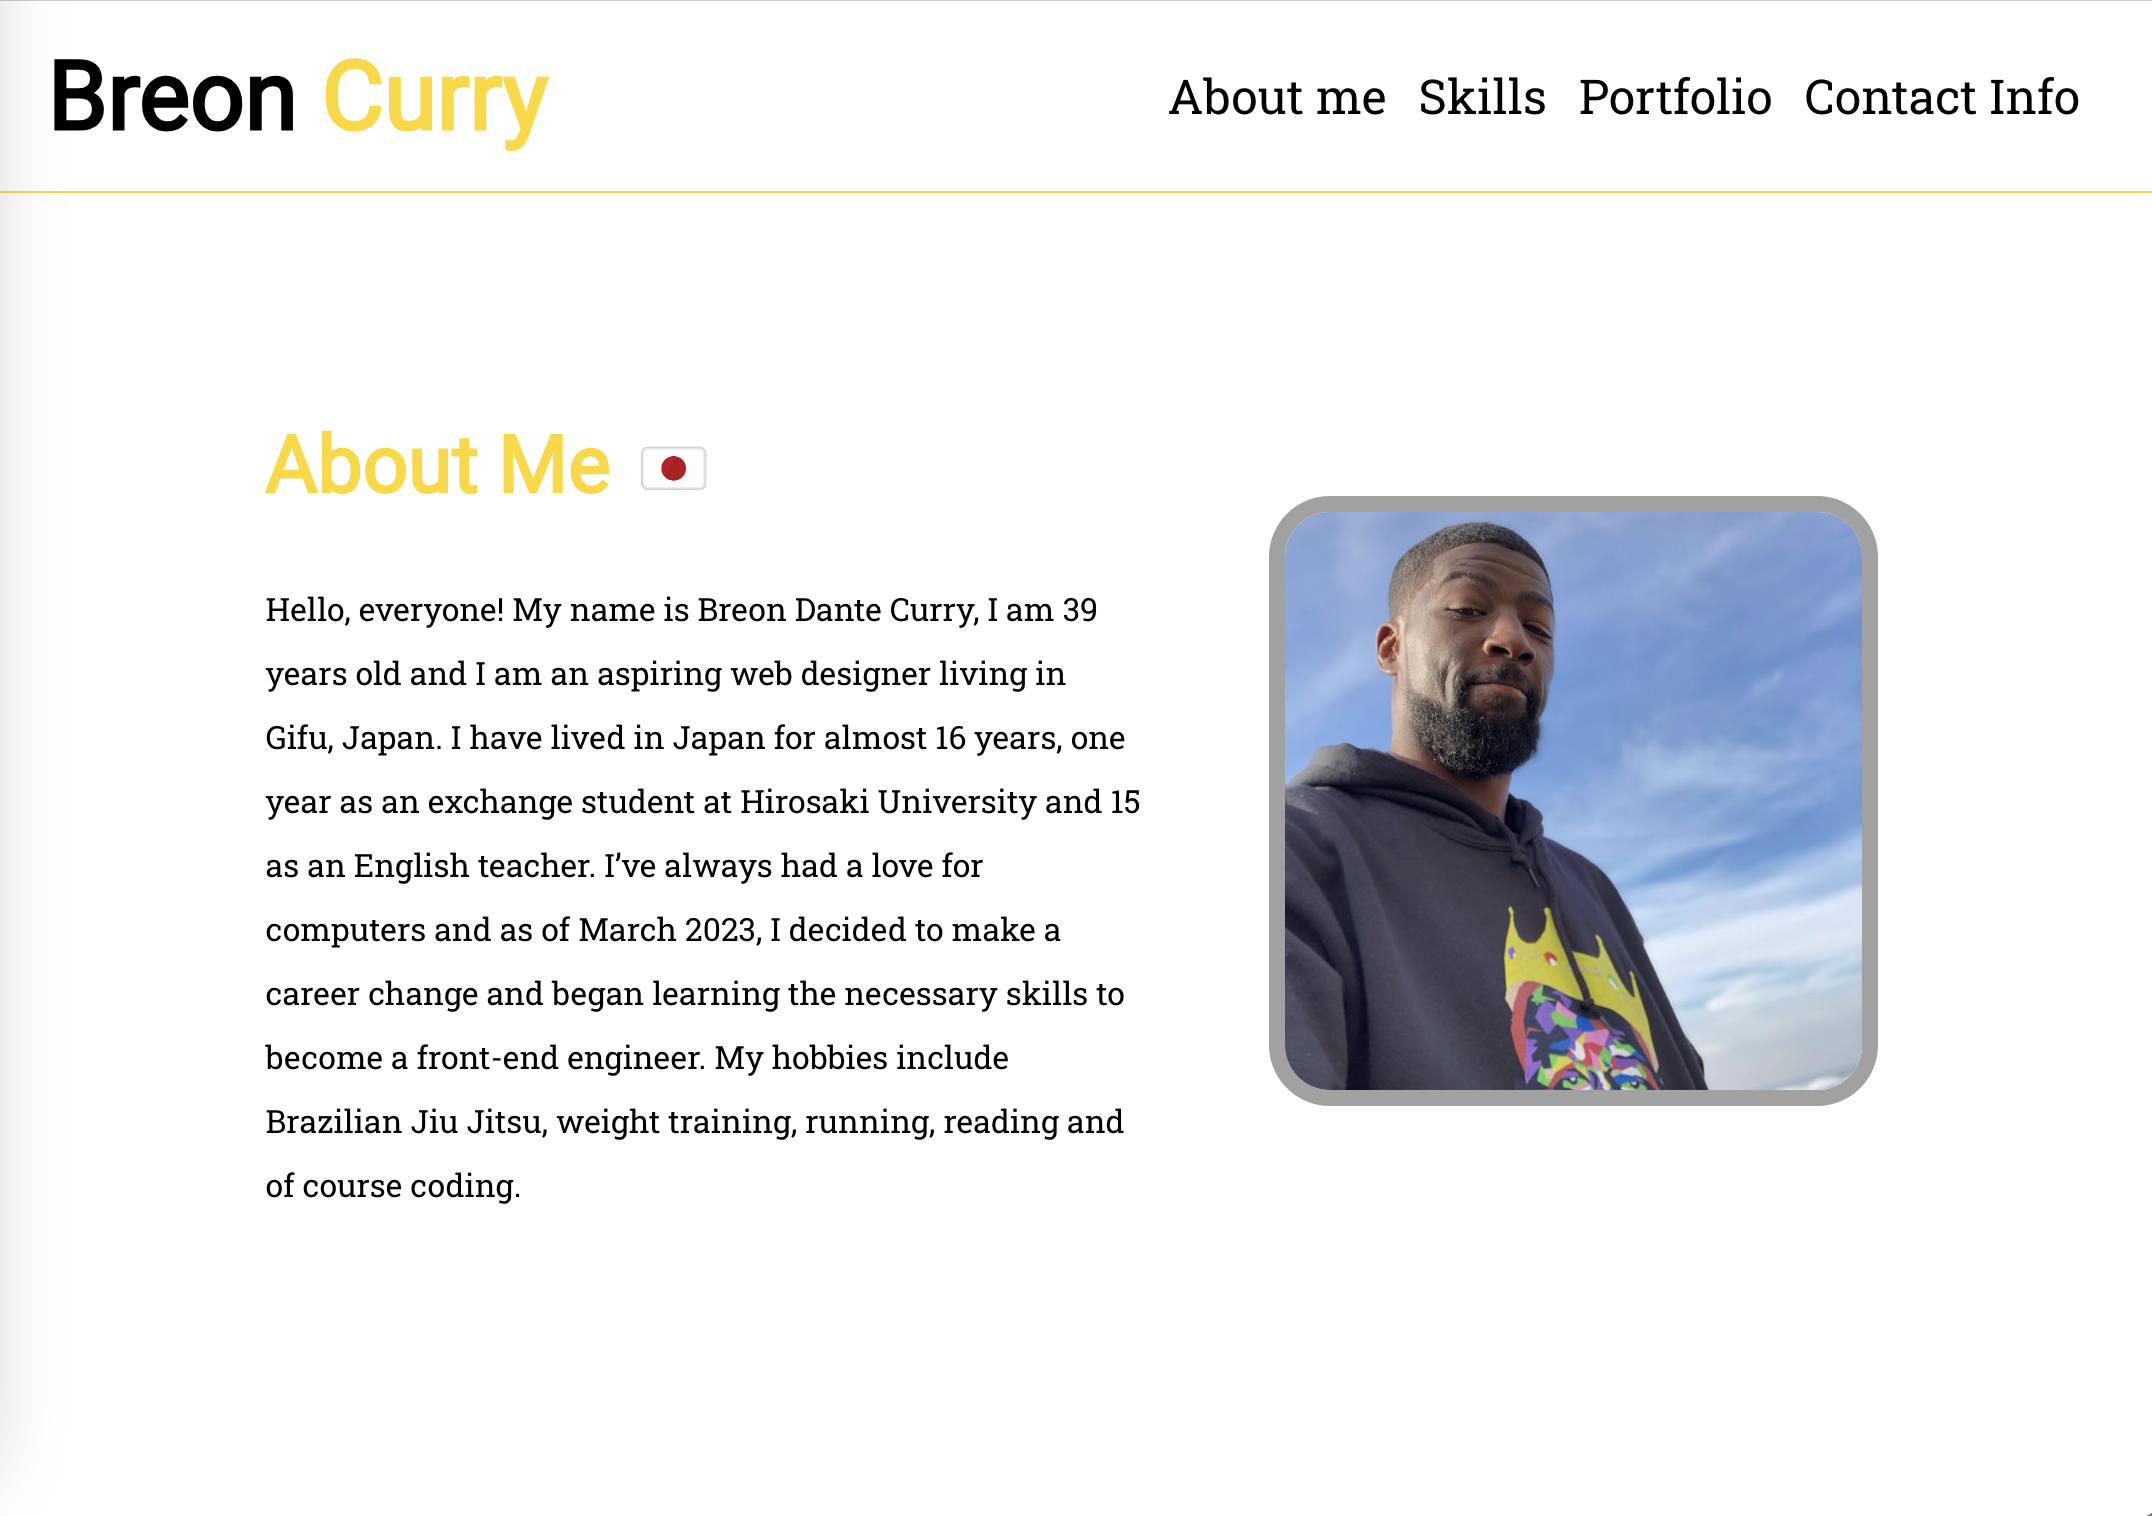 Breon Curry
About me Skills Portfolio Contact Info
About Me
Hello, everyone! My name is Breon Dante Curry, I am 39
years old and I am an aspiring web designer living in
Gifu, Japan. I have lived in Japan for almost 16 years, one
year as an exchange student at Hirosaki University and 15
as an English teacher. I’ve always had a love for
computers and as of March 2023, I decided to make a
career change and began learning the necessary skills to
become a front-end engineer. My hobbies include
Brazilian Jiu Jitsu, weight training, running, reading and
of course coding.